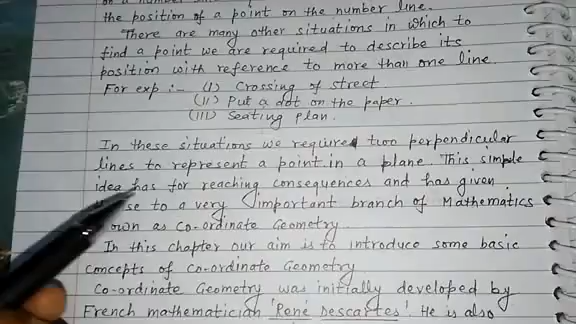 the position of a point on the number line.
There are many other situations in which to
find a point we are required to describe its
position with reference to more than one line.
For exp :- (I) Crossing of street
(II) Put a dot on the paper.
(III) Seating plan.
In these situations we required two perpendicular
lines to represent a point in a plane. This simple
idea has for reaching consequences and has given
se to a very important branch of Mathematics
own as Co-ordinate Geometry.
In this chapter our aim is to introduce some basic
concepts of co-ordinate Geometry
Co-ordinate Geometry was initially developed by
French mathematician 'René Descartes'. He is also